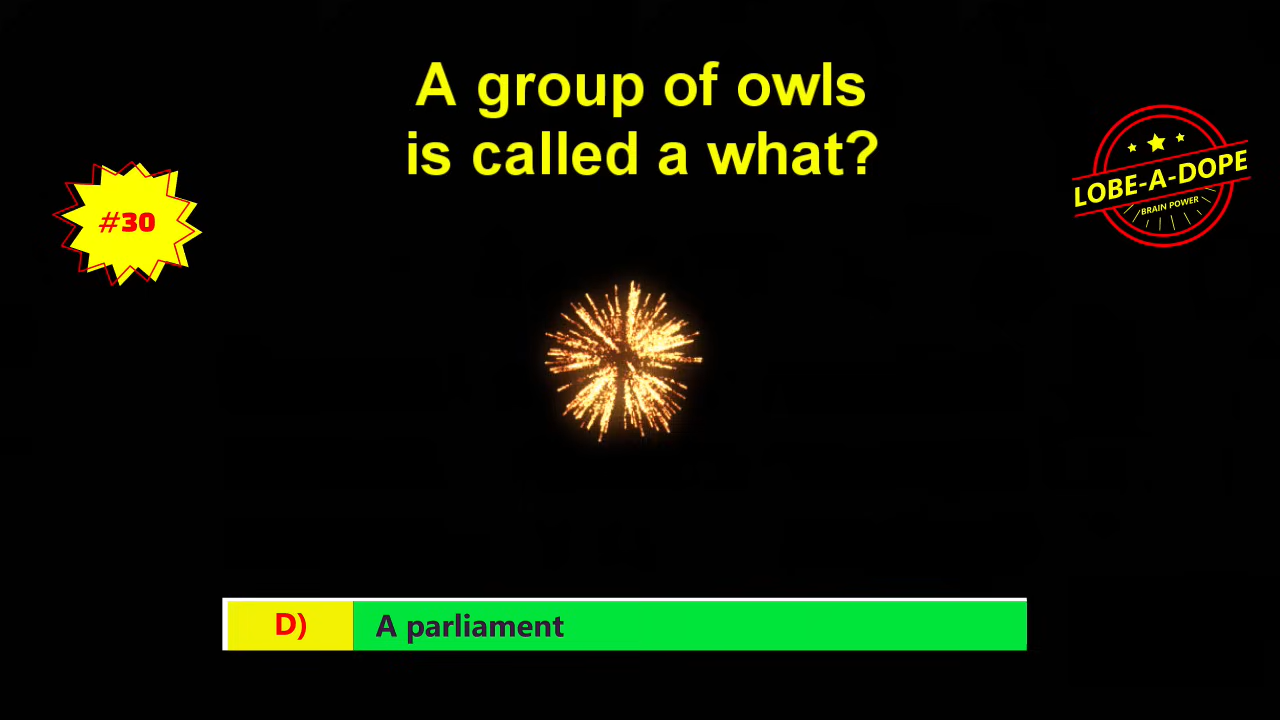 A group of owls
is called a what?
#30
LOBE-A-DOPE
BRAIN POWER
D) A parliament